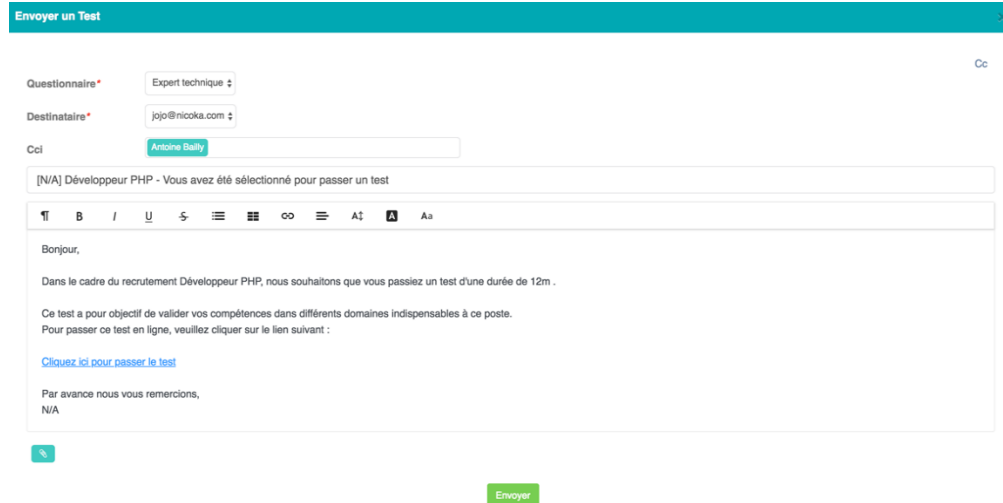 Envoyer un Test
Cc
Questionnaire*
Expert technique
Destinataire*
jojo@nicoka.com
Cci
Antoine Bailly
[N/A] Développeur PHP - Vous avez été sélectionné pour passer un test
¶ B I U S A A Aa
Bonjour,
Dans le cadre du recrutement Développeur PHP, nous souhaitons que vous passiez un test d'une durée de 12m .
Ce test a pour objectif de valider vos compétences dans différents domaines indispensables à ce poste.
Pour passer ce test en ligne, veuillez cliquer sur le lien suivant :
Cliquez ici pour passer le test
Par avance nous vous remercions,
N/A
Envoyer